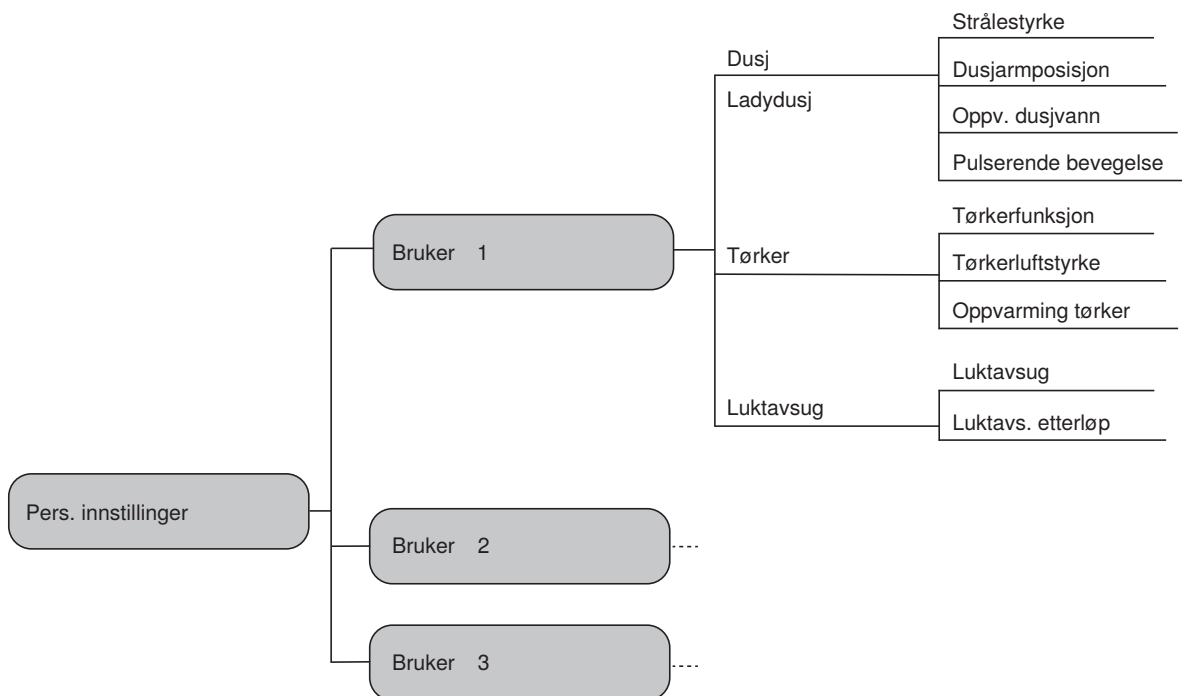 Pers. innstillinger
Bruker 1
Dusj
Ladydusj
Strålestyrke
Dusjarmposisjon
Oppv. dusjvann
Pulserende bevegelse
Tørker
Tørkerfunksjon
Tørkerluftstyrke
Oppvarming tørker
Luktavsug
Luktavsug
Luktavs. etterløp
Bruker 2
Bruker 3